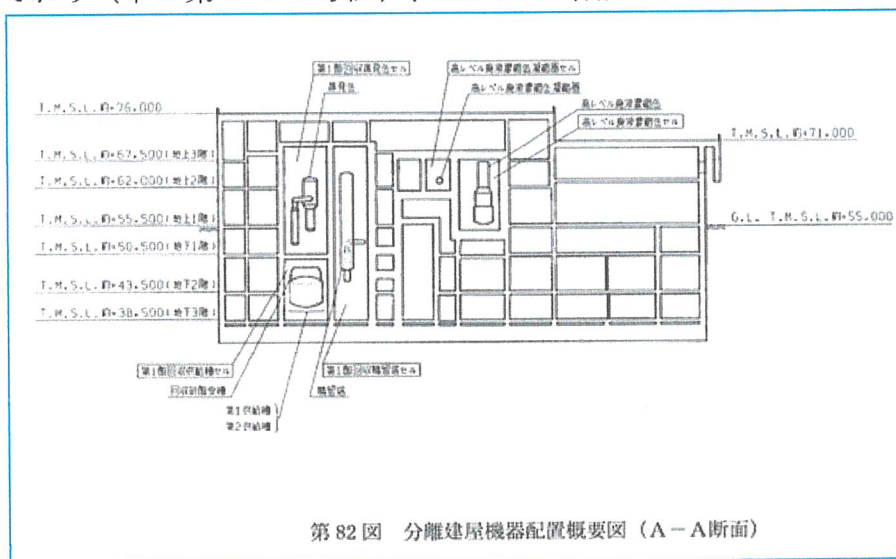 第1酸回収蒸発缶セル
蒸発缶
高レベル廃液濃縮缶凝縮器セル
高レベル廃液濃縮缶凝縮器
高レベル廃液濃縮缶
高レベル廃液濃縮缶セル
T.M.S.L.約+76.000
T.M.S.L.約+71.000
T.M.S.L.約+67.500(地上3階)
T.M.S.L.約+62.000(地上2階)
T.M.S.L.約+55.500(地上1階)
G.L. T.M.S.L.約+55.000
T.M.S.L.約+50.500(地下1階)
T.M.S.L.約+43.500(地下2階)
T.M.S.L.約+38.500(地下3階)
第1酸回収供給槽セル
回収硝酸受槽
第1供給槽
第2供給槽
第1酸回収精留塔セル
精留塔
第82図 分離建屋機器配置概要図(A-A断面)